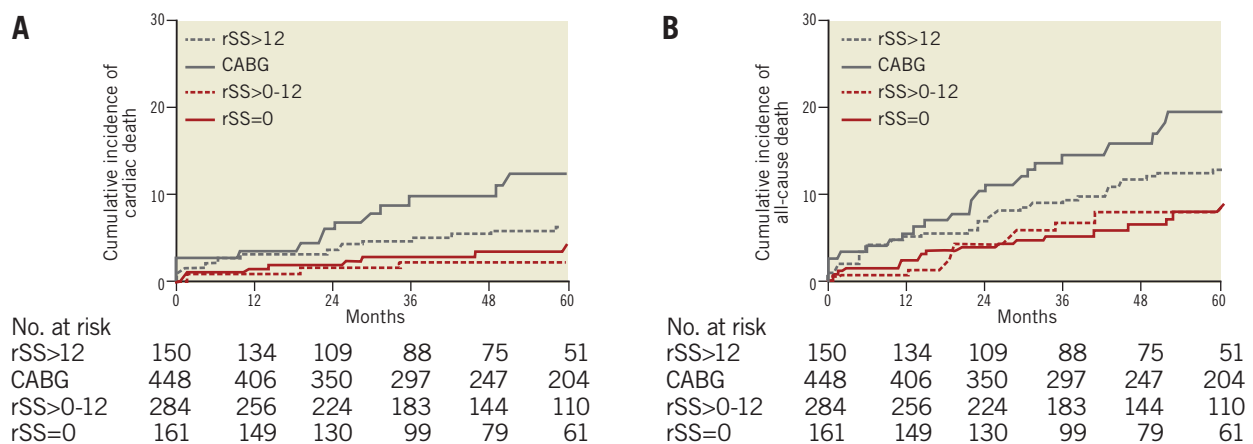 A
Cumulative incidence of
cardiac death
30
20
10
0
rSS>12
CABG
rSS>0-12
rSS=0
0 12 24 36 48 60
Months
No. at risk
rSS>12 150 134 109 88 75 51
CABG 448 406 350 297 247 204
rSS>0-12 284 256 224 183 144 110
rSS=0 161 149 130 99 79 61
B
Cumulative incidence of
all-cause death
30
20
10
0
rSS>12
CABG
rSS>0-12
rSS=0
0 12 24 36 48 60
Months
No. at risk
rSS>12 150 134 109 88 75 51
CABG 448 406 350 297 247 204
rSS>0-12 284 256 224 183 144 110
rSS=0 161 149 130 99 79 61